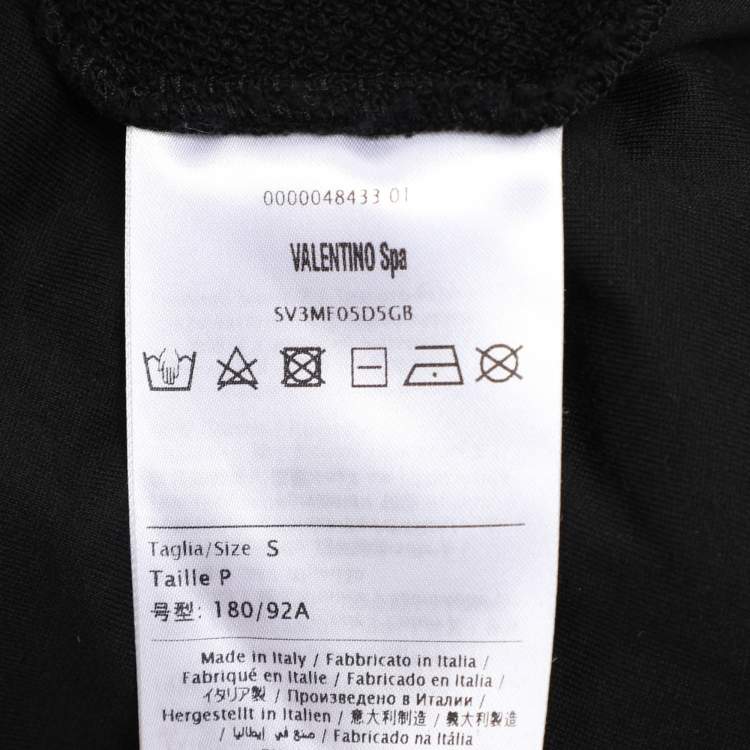 0000048433 01
VALENTINO Spa
SV3MF05D5GB
Taglia/Size S
Taille P
号型: 180/92A
Made in Italy / Fabbricato in Italia /
Fabriqué en Italie / Fabricado en Italia /
イタリア製 / Произведено в Италии /
Hergestellt in Italien / 意大利制造 / 義大利製造
/ صنع في إيطاليا / Fabricado na Itália